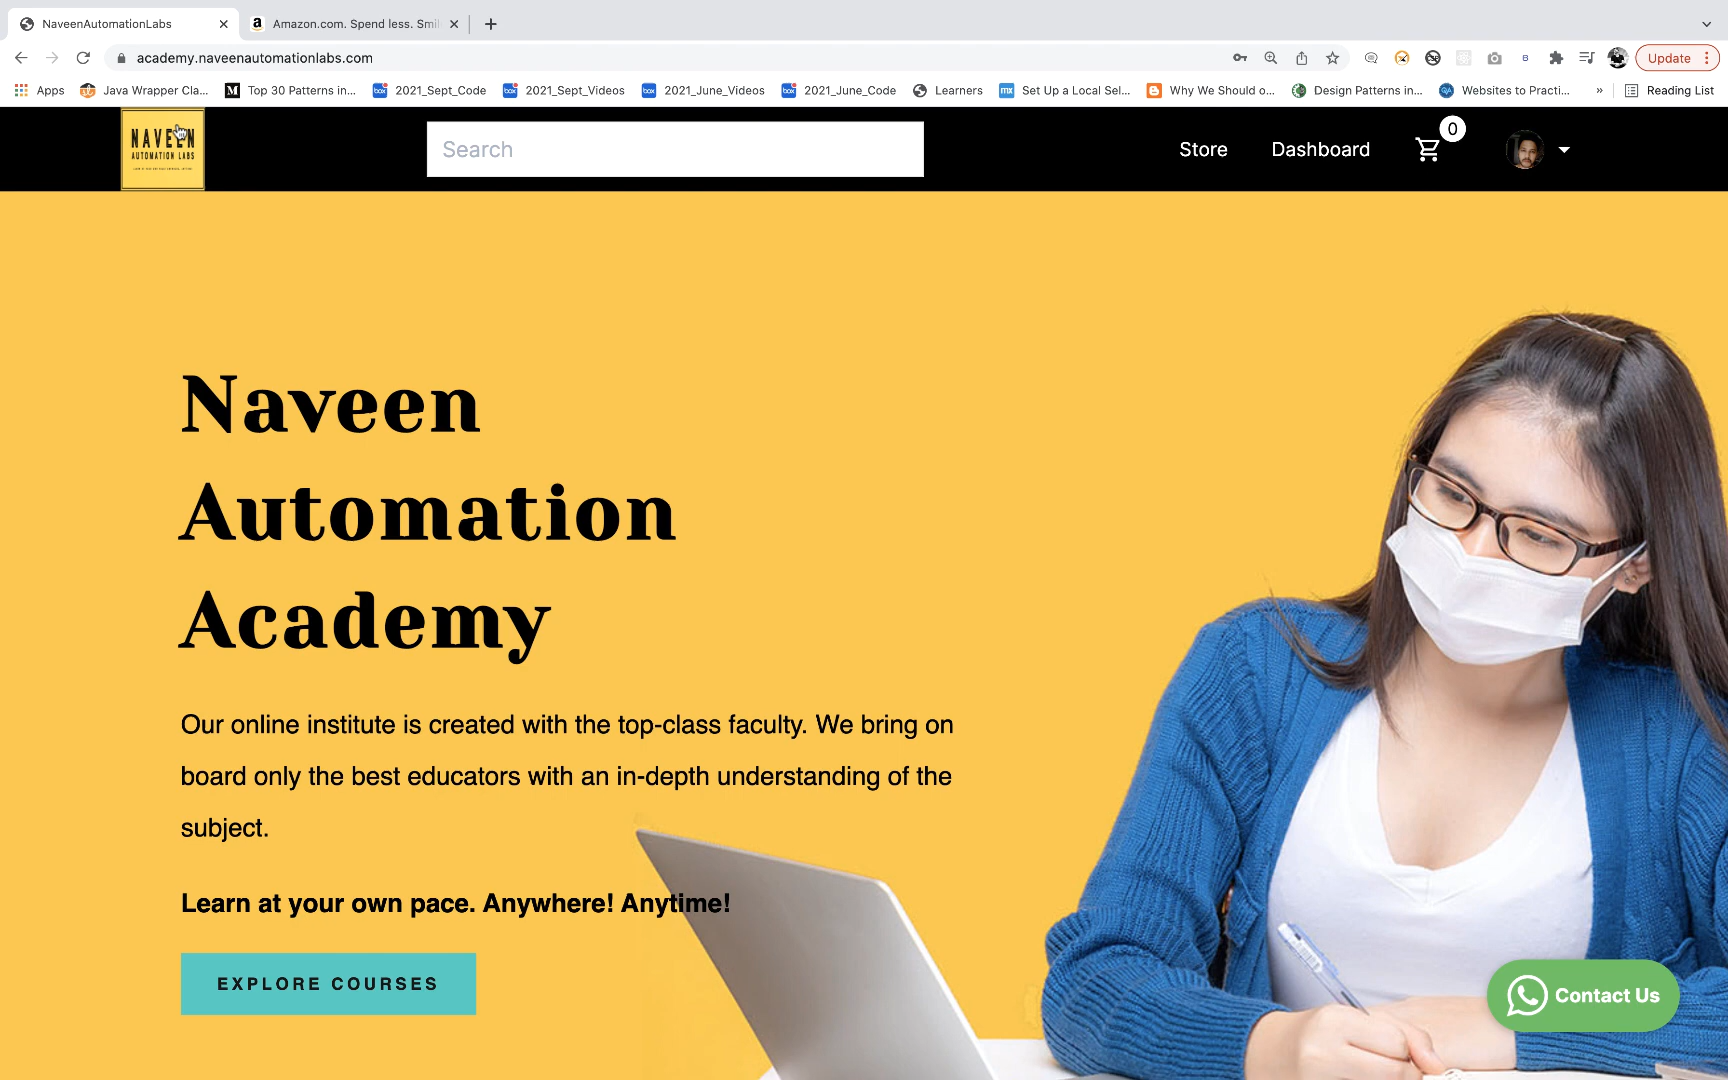 NaveenAutomationLabs
Amazon.com. Spend less. Smi
academy.naveenautomationlabs.com
Update
Apps
Java Wrapper Cla...
Top 30 Patterns in...
2021_Sept_Code
2021_Sept_Videos
2021_June_Videos
2021_June_Code
Learners
Set Up a Local Sel...
Why We Should o...
Design Patterns in...
Websites to Practi...
»
Reading List
NAVEEN
AUTOMATION LABS
Search
Store
Dashboard
0
Naveen
Automation
Academy
Our online institute is created with the top-class faculty. We bring on
board only the best educators with an in-depth understanding of the
subject.
Learn at your own pace. Anywhere! Anytime!
EXPLORE COURSES
Contact Us